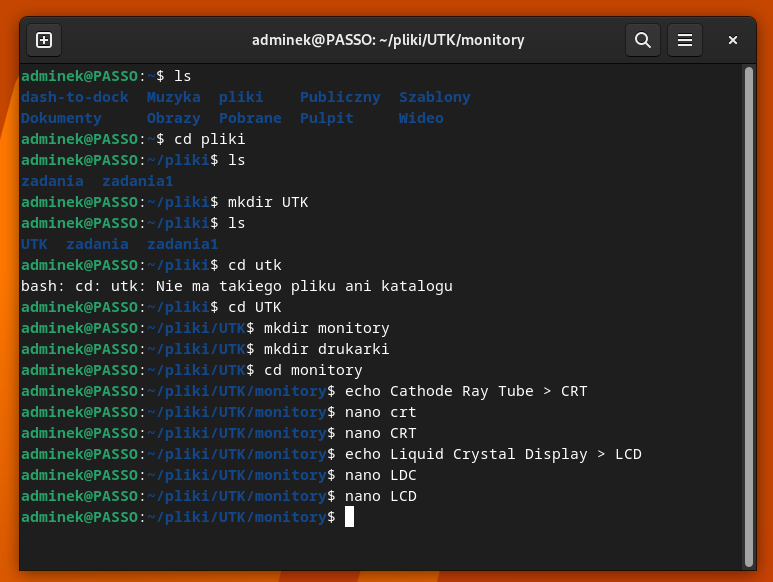 adminek@PASSO: ~/pliki/UTK/monitory
adminek@PASSO:~$ ls
dash-to-dock  Muzyka  pliki    Publiczny  Szablony
Dokumenty     Obrazy  Pobrane  Pulpit     Wideo
adminek@PASSO:~$ cd pliki
adminek@PASSO:~/pliki$ ls
zadania  zadania1
adminek@PASSO:~/pliki$ mkdir UTK
adminek@PASSO:~/pliki$ ls
UTK  zadania  zadania1
adminek@PASSO:~/pliki$ cd utk
bash: cd: utk: Nie ma takiego pliku ani katalogu
adminek@PASSO:~/pliki$ cd UTK
adminek@PASSO:~/pliki/UTK$ mkdir monitory
adminek@PASSO:~/pliki/UTK$ mkdir drukarki
adminek@PASSO:~/pliki/UTK$ cd monitory
adminek@PASSO:~/pliki/UTK/monitory$ echo Cathode Ray Tube > CRT
adminek@PASSO:~/pliki/UTK/monitory$ nano crt
adminek@PASSO:~/pliki/UTK/monitory$ nano CRT
adminek@PASSO:~/pliki/UTK/monitory$ echo Liquid Crystal Display > LCD
adminek@PASSO:~/pliki/UTK/monitory$ nano LDC
adminek@PASSO:~/pliki/UTK/monitory$ nano LCD
adminek@PASSO:~/pliki/UTK/monitory$